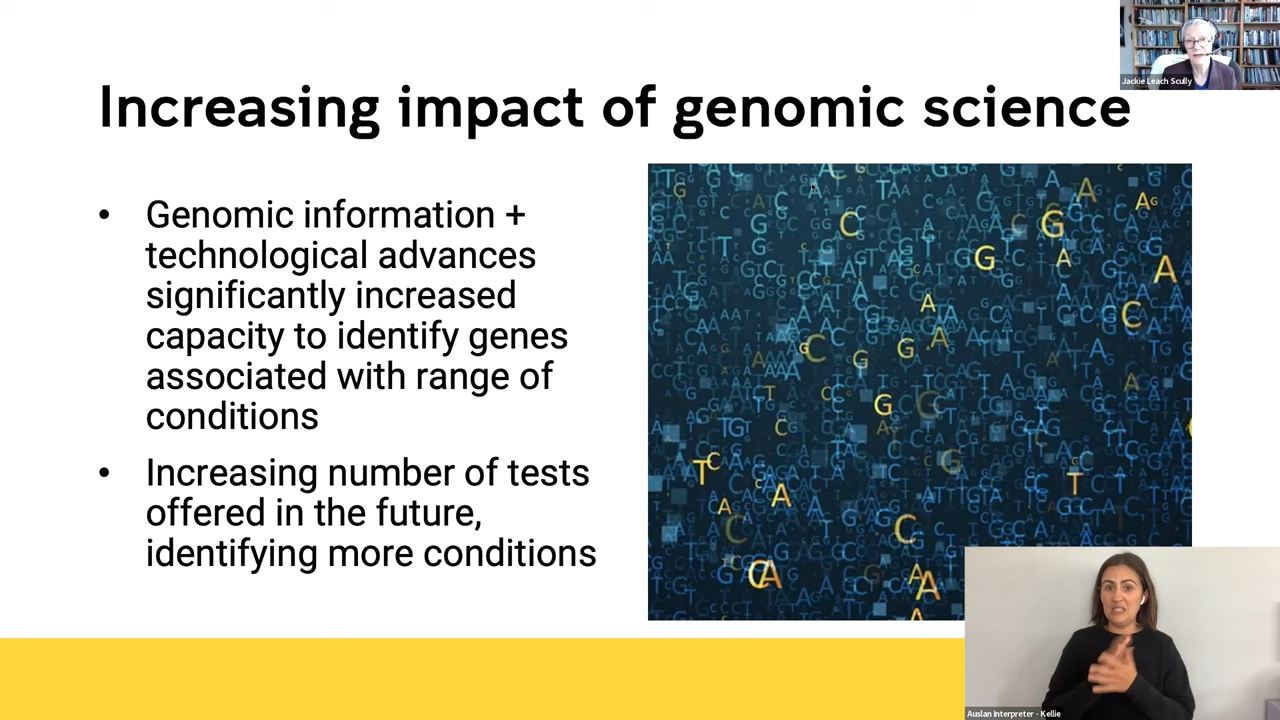 Jackie Leach Scully
Increasing impact of genomic science
• Genomic information +
technological advances
significantly increased
capacity to identify genes
associated with range of
conditions
• Increasing number of tests
offered in the future,
identifying more conditions
Auslan Interpreter - Kellie